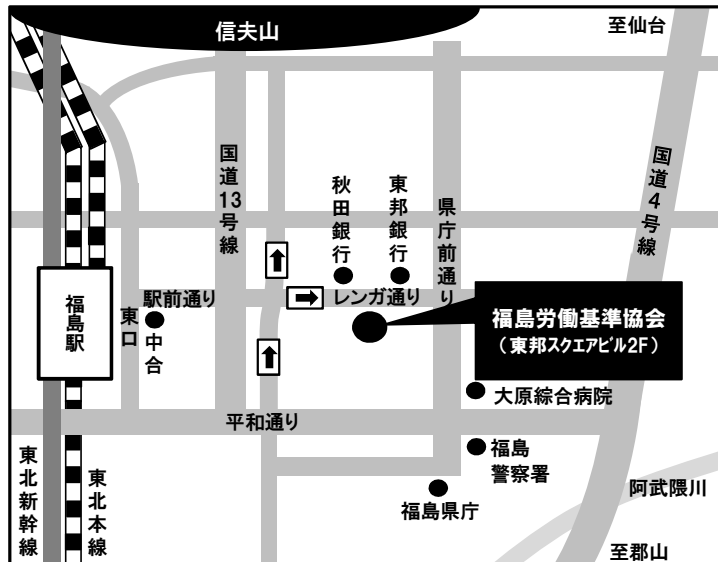 信夫山
至仙台
国道13号線
秋田銀行
東邦銀行
県庁前通り
国道4号線
福島駅
東口
駅前通り
中合
レンガ通り
福島労働基準協会
（東邦スクエアビル2F）
大原綜合病院
平和通り
福島
警察署
福島県庁
東北新幹線
東北本線
阿武隈川
至郡山